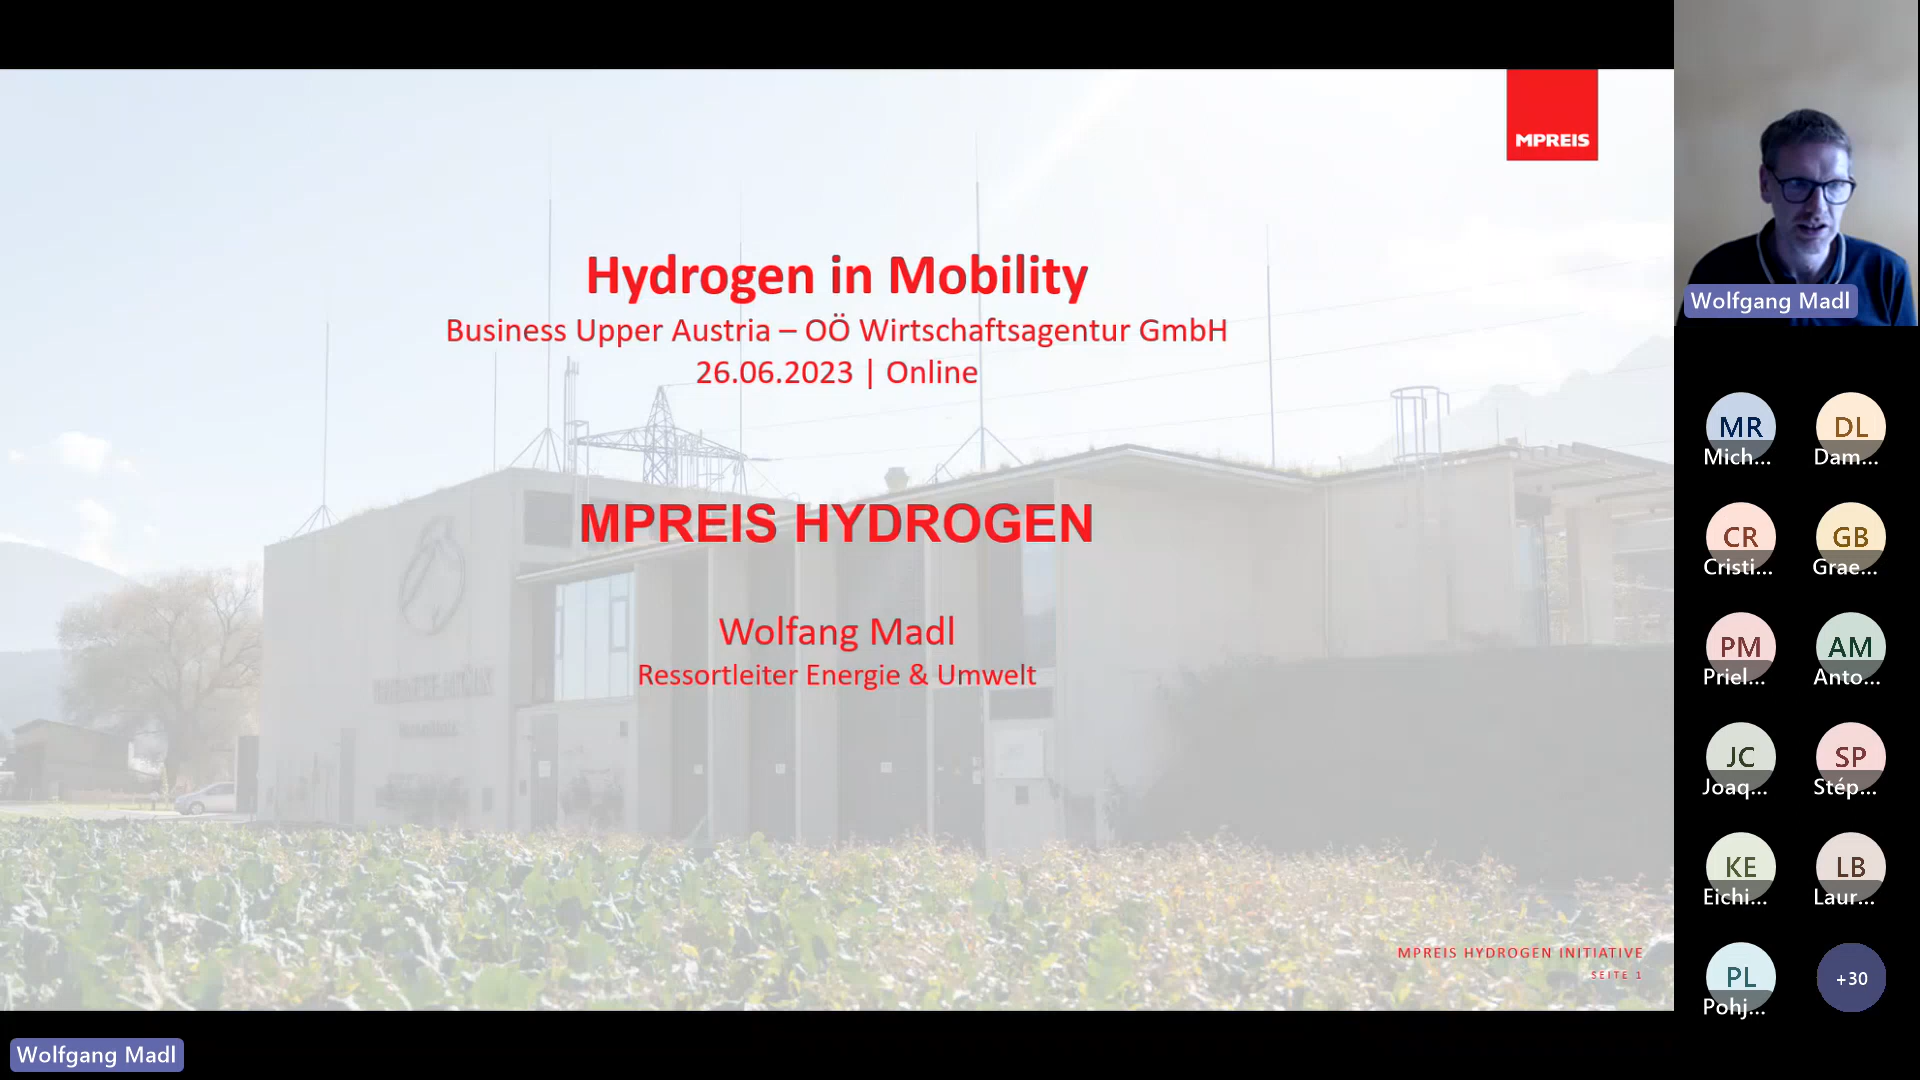 MPREIS
Hydrogen in Mobility
Business Upper Austria – OÖ Wirtschaftsagentur GmbH
26.06.2023 | Online
MPREIS HYDROGEN
Wolfang Madl
Ressortleiter Energie & Umwelt
MPREIS HYDROGEN INITIATIVE
SEITE 1
Wolfgang Madl
Wolfgang Madl
MR
DL
Mich...
Dam...
CR
GB
Cristi...
Grae...
PM
AM
Priel...
Anto...
JC
SP
Joaq...
Stép...
KE
LB
Eichi...
Laur...
PL
+30
Pohj...